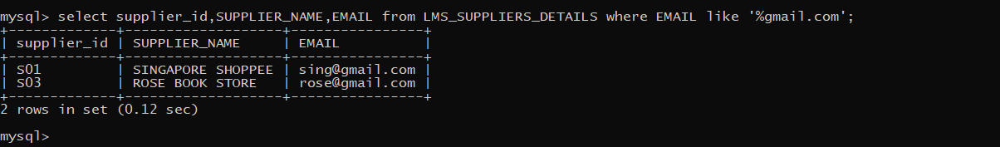 mysql> select supplier_id,SUPPLIER_NAME,EMAIL from LMS_SUPPLIERS_DETAILS where EMAIL like '%gmail.com';
+-------------+------------------+----------------+
| supplier_id | SUPPLIER_NAME    | EMAIL          |
+-------------+------------------+----------------+
| S01         | SINGAPORE SHOPPEE | sing@gmail.com |
| S03         | ROSE BOOK STORE   | rose@gmail.com |
+-------------+------------------+----------------+
2 rows in set (0.12 sec)
mysql>